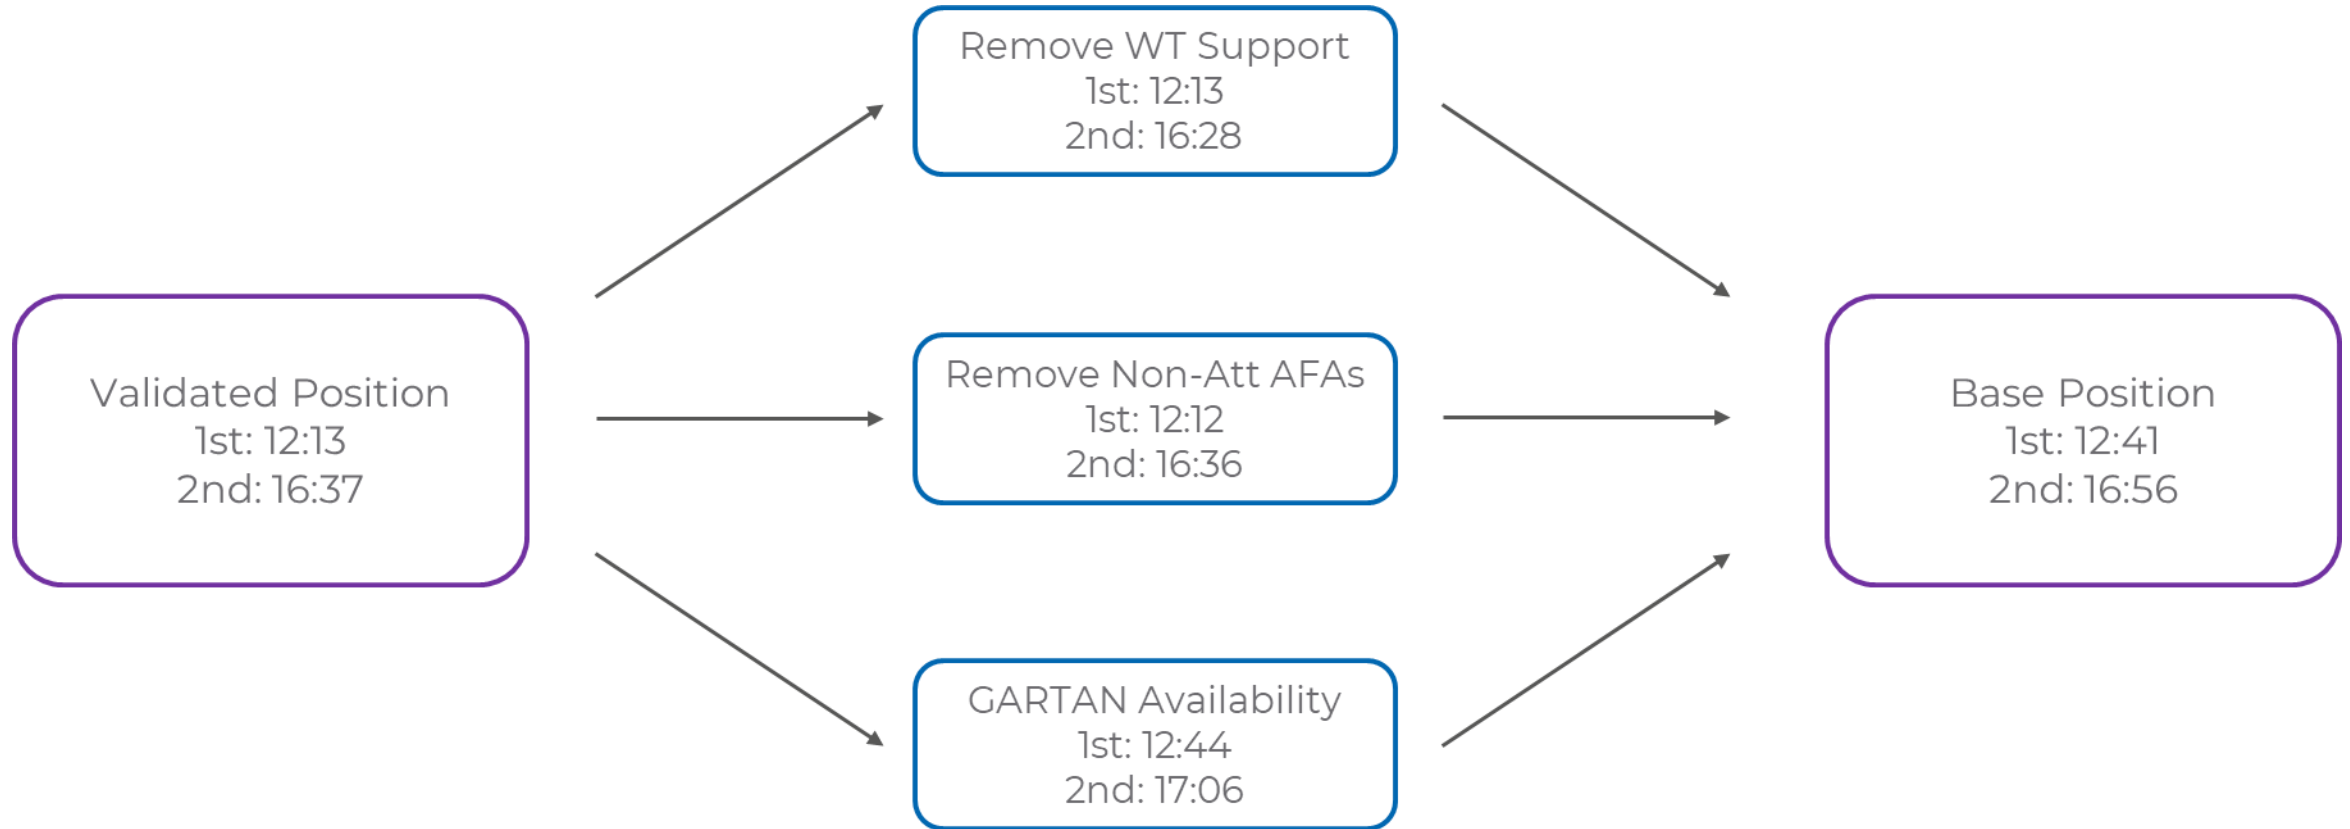 Validated Position
1st: 12:13
2nd: 16:37
Remove WT Support
1st: 12:13
2nd: 16:28
Remove Non-Att AFAs
1st: 12:12
2nd: 16:36
GARTAN Availability
1st: 12:44
2nd: 17:06
Base Position
1st: 12:41
2nd: 16:56